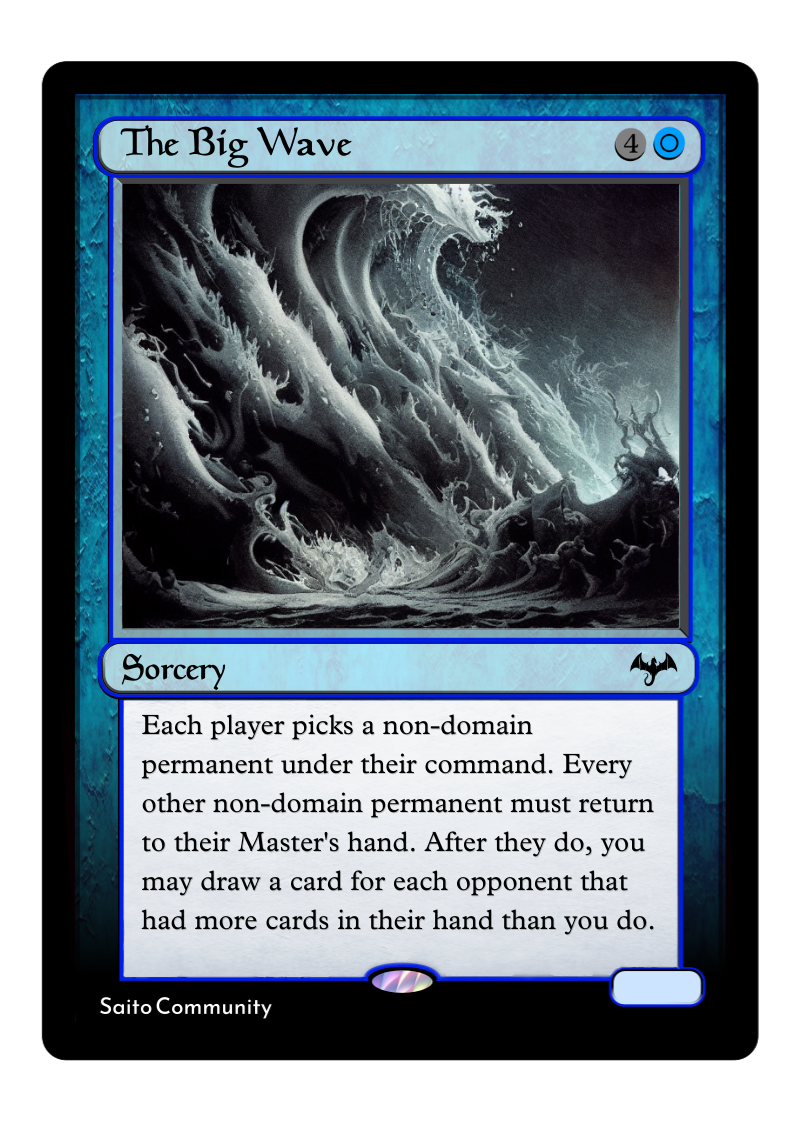 The Big Wave 4
Sorcery
Each player picks a non-domain
permanent under their command. Every
other non-domain permanent must return
to their Master's hand. After they do, you
may draw a card for each opponent that
had more cards in their hand than you do.
Saito Community